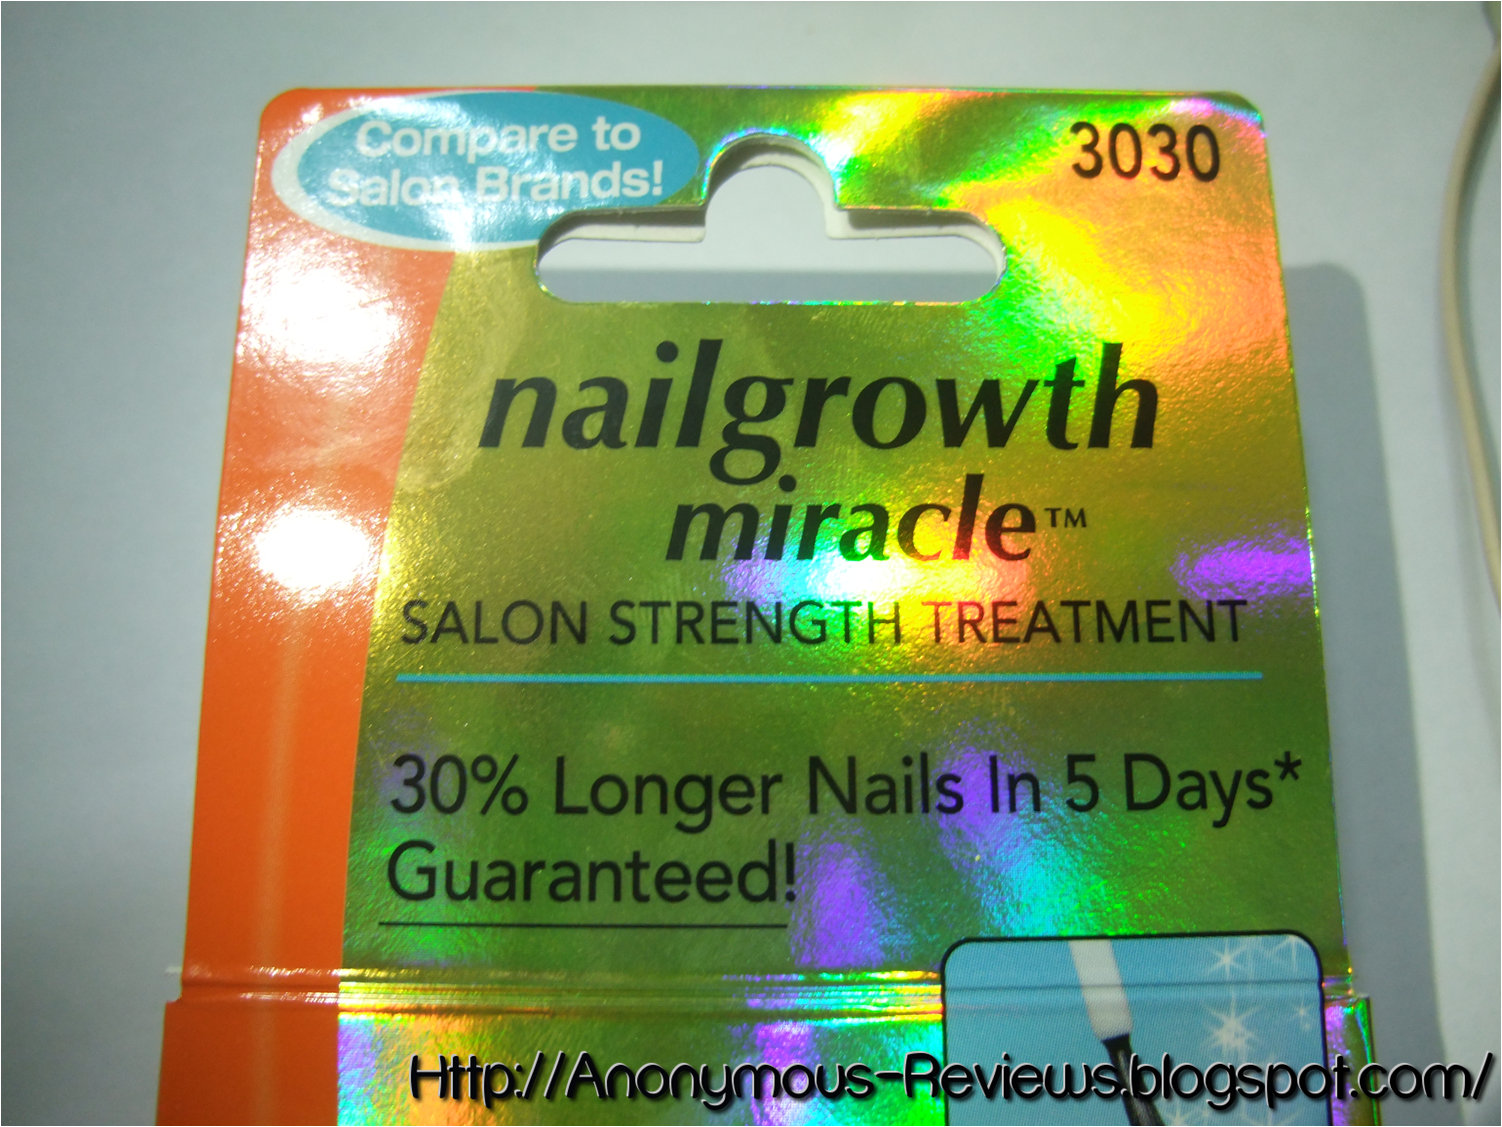 Compare to
Salon Brands!
3030
nailgrowth
miracle™
SALON STRENGTH TREATMENT
30% Longer Nails In 5 Days*
Guaranteed!
Http://Anonymous-Reviews.blogspot.com/